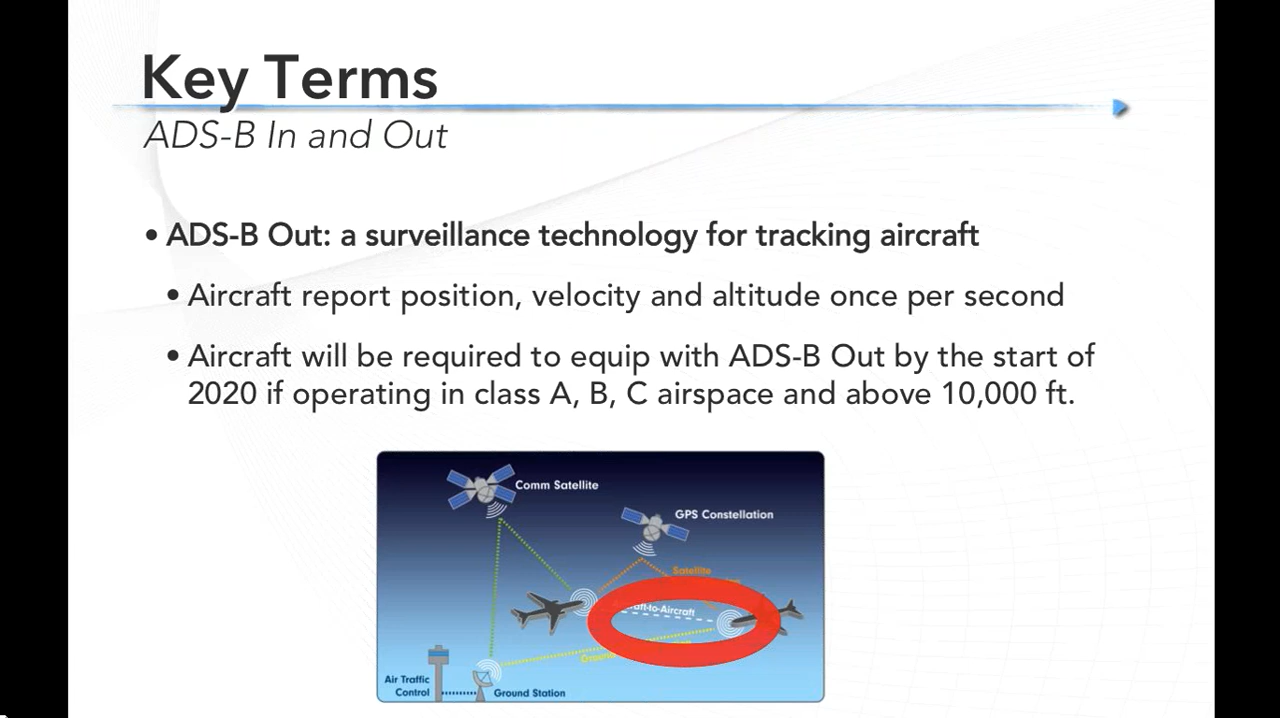 Key Terms
ADS-B In and Out
• ADS-B Out: a surveillance technology for tracking aircraft
• Aircraft report position, velocity and altitude once per second
• Aircraft will be required to equip with ADS-B Out by the start of
2020 if operating in class A, B, C airspace and above 10,000 ft.
Comm Satellite
GPS Constellation
Satellite
-to-Aircraft
Air Traffic
Control
Ground Station